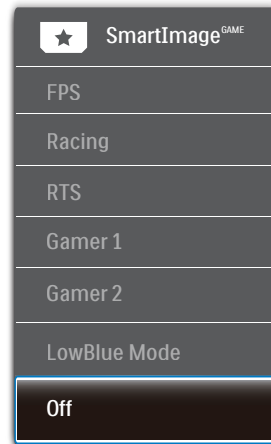 SmartImage GAME
FPS
Racing
RTS
Gamer 1
Gamer 2
LowBlue Mode
Off